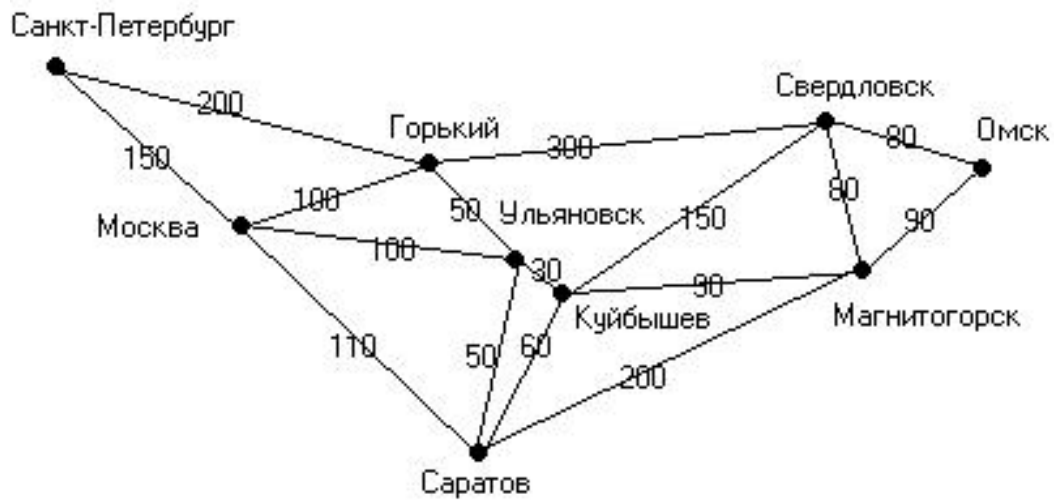 Санкт-Петербург
200
Горький
300
Свердловск
80
Омск
150
100
Москва
100
50
Ульяновск
30
150
80
90
Куйбышев
90
Магнитогорск
110
50
60
200
Саратов